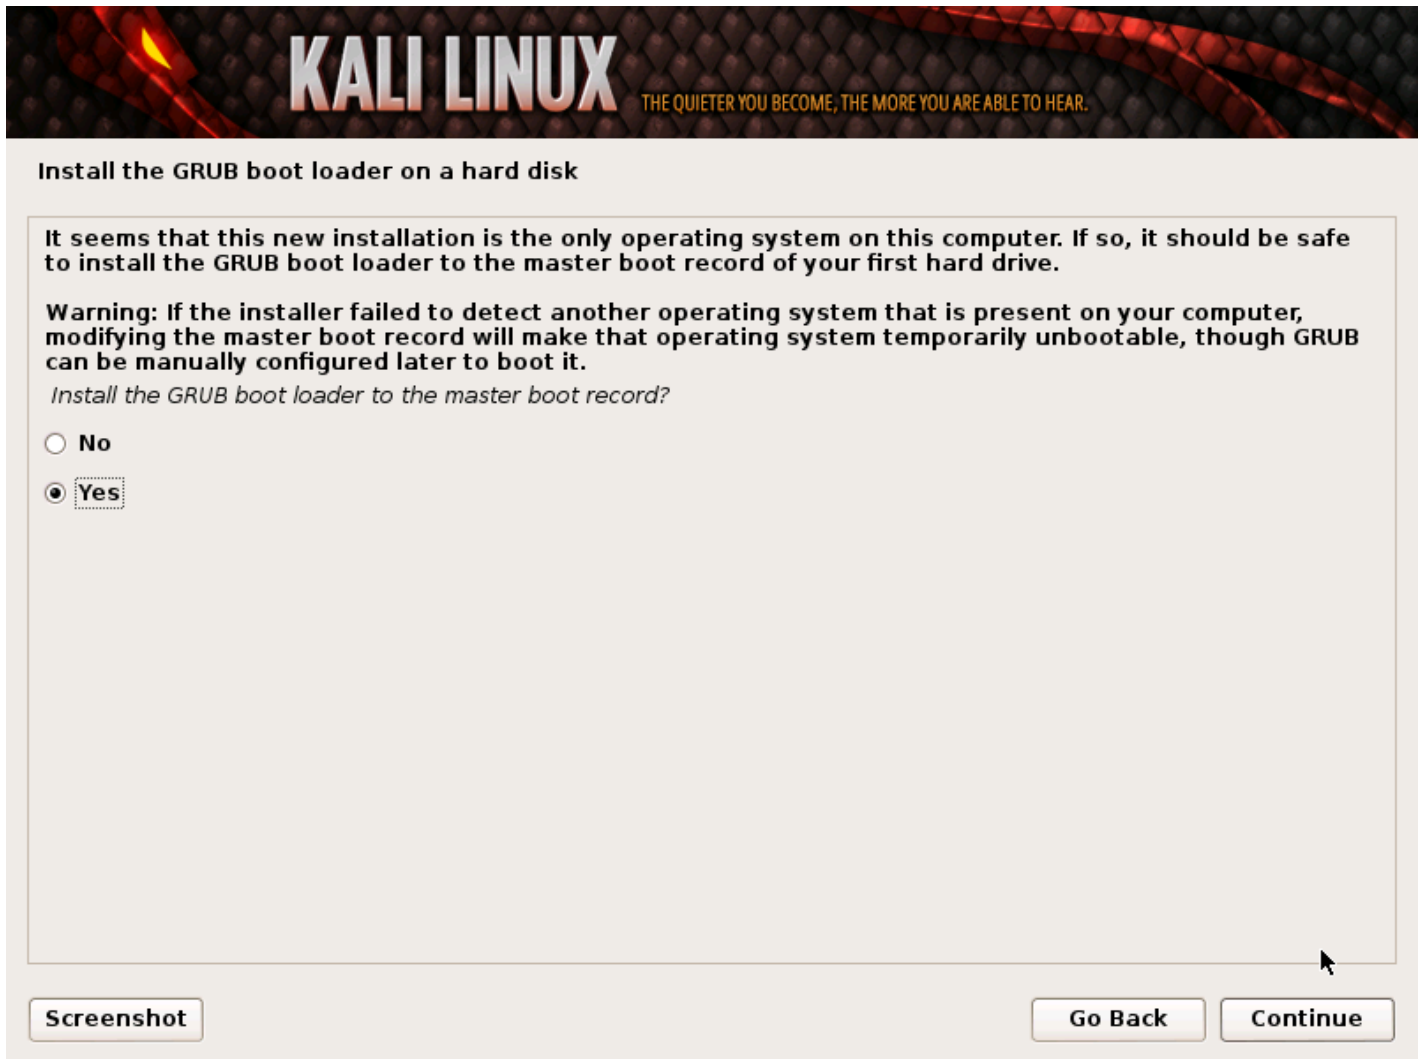 KALI LINUX
THE QUIETER YOU BECOME, THE MORE YOU ARE ABLE TO HEAR.
Install the GRUB boot loader on a hard disk
It seems that this new installation is the only operating system on this computer. If so, it should be safe
to install the GRUB boot loader to the master boot record of your first hard drive.
Warning: If the installer failed to detect another operating system that is present on your computer,
modifying the master boot record will make that operating system temporarily unbootable, though GRUB
can be manually configured later to boot it.
Install the GRUB boot loader to the master boot record?
No
Yes
Screenshot
Go Back
Continue